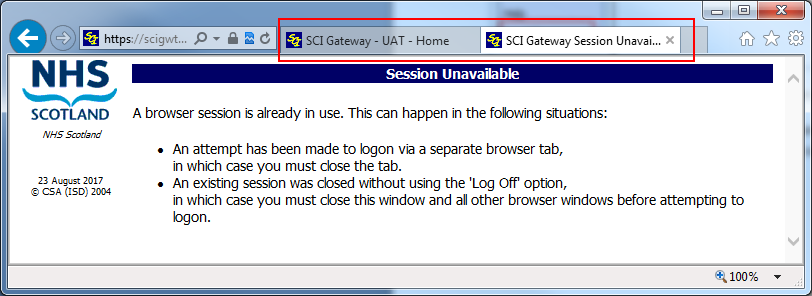 https://scigwt...
SCI Gateway - UAT - Home
SCI Gateway Session Unavai...
NHS
SCOTLAND
NHS Scotland
23 August 2017
© CSA (ISD) 2004
Session Unavailable
A browser session is already in use. This can happen in the following situations:
• An attempt has been made to logon via a separate browser tab,
in which case you must close the tab.
• An existing session was closed without using the 'Log Off' option,
in which case you must close this window and all other browser windows before attempting to
logon.
100%